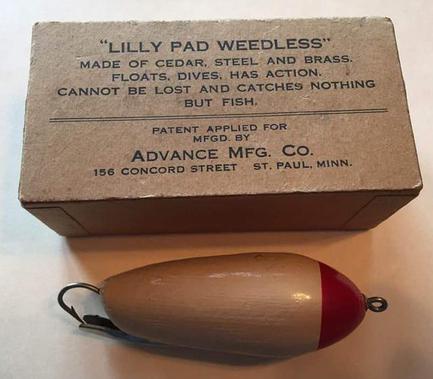 "LILLY PAD WEEDLESS"
MADE OF CEDAR, STEEL AND BRASS.
FLOATS, DIVES, HAS ACTION.
CANNOT BE LOST AND CATCHES NOTHING
BUT FISH.
PATENT APPLIED FOR
MFGD. BY
ADVANCE MFG. CO.
156 CONCORD STREET ST. PAUL, MINN.